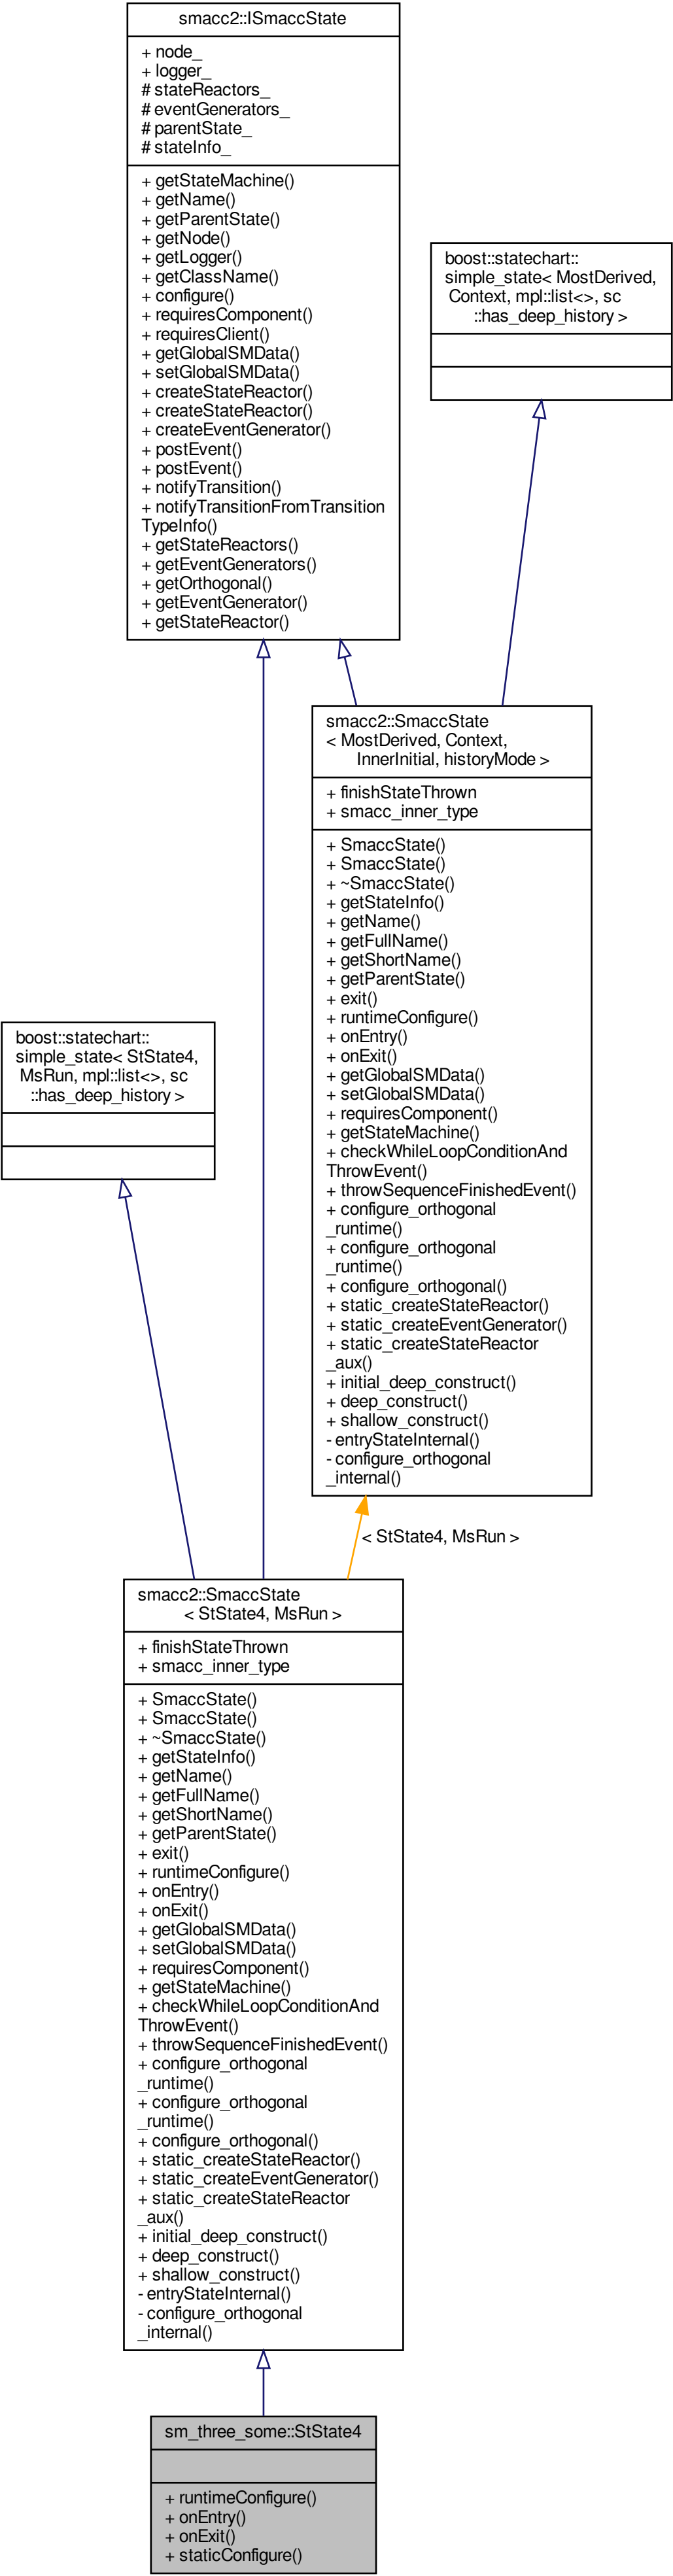 smacc2::ISmaccState
+ node_
+ logger_
# stateReactors_
# eventGenerators_
# parentState_
# stateInfo_
+ getStateMachine()
+ getName()
+ getParentState()
+ getNode()
+ getLogger()
+ getClassName()
+ configure()
+ requiresComponent()
+ requiresClient()
+ getGlobalSMData()
+ setGlobalSMData()
+ createStateReactor()
+ createStateReactor()
+ createEventGenerator()
+ postEvent()
+ postEvent()
+ notifyTransition()
+ notifyTransitionFromTransition
TypeInfo()
+ getStateReactors()
+ getEventGenerators()
+ getOrthogonal()
+ getEventGenerator()
+ getStateReactor()
boost::statechart::
simple_state< MostDerived,
Context, mpl::list<>, sc
::has_deep_history >
smacc2::SmaccState
< MostDerived, Context,
InnerInitial, historyMode >
+ finishStateThrown
+ smacc_inner_type
+ SmaccState()
+ SmaccState()
+ ~SmaccState()
+ getStateInfo()
+ getName()
+ getFullName()
+ getShortName()
+ getParentState()
+ exit()
+ runtimeConfigure()
+ onEntry()
+ onExit()
+ getGlobalSMData()
+ setGlobalSMData()
+ requiresComponent()
+ getStateMachine()
+ checkWhileLoopConditionAnd
ThrowEvent()
+ throwSequenceFinishedEvent()
+ configure_orthogonal
_runtime()
+ configure_orthogonal
_runtime()
+ configure_orthogonal()
+ static_createStateReactor()
+ static_createEventGenerator()
+ static_createStateReactor
_aux()
+ initial_deep_construct()
+ deep_construct()
+ shallow_construct()
- entryStateInternal()
- configure_orthogonal
_internal()
boost::statechart::
simple_state< StState4,
MsRun, mpl::list<>, sc
::has_deep_history >
< StState4, MsRun >
smacc2::SmaccState
< StState4, MsRun >
+ finishStateThrown
+ smacc_inner_type
+ SmaccState()
+ SmaccState()
+ ~SmaccState()
+ getStateInfo()
+ getName()
+ getFullName()
+ getShortName()
+ getParentState()
+ exit()
+ runtimeConfigure()
+ onEntry()
+ onExit()
+ getGlobalSMData()
+ setGlobalSMData()
+ requiresComponent()
+ getStateMachine()
+ checkWhileLoopConditionAnd
ThrowEvent()
+ throwSequenceFinishedEvent()
+ configure_orthogonal
_runtime()
+ configure_orthogonal
_runtime()
+ configure_orthogonal()
+ static_createStateReactor()
+ static_createEventGenerator()
+ static_createStateReactor
_aux()
+ initial_deep_construct()
+ deep_construct()
+ shallow_construct()
- entryStateInternal()
- configure_orthogonal
_internal()
sm_three_some::StState4
+ runtimeConfigure()
+ onEntry()
+ onExit()
+ staticConfigure()